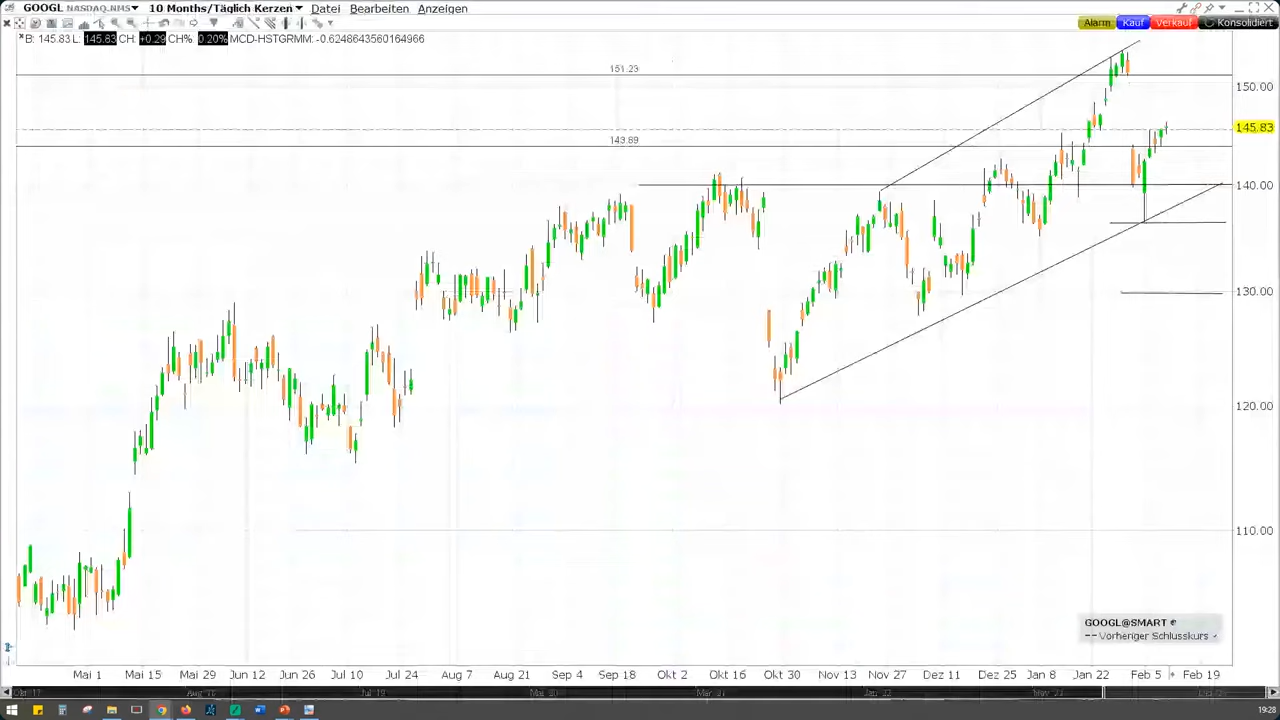 GOOGL NASDAQ.NMS 10 Months/Täglich Kerzen Datei Bearbeiten Anzeigen
Alarm Kauf Verkauf Konsolidiert
B: 145.83 L: 145.83 CH: +0.29 CH% 0.20% MCD-HSTGRMM: -0.6248643560164966
151.23
150.00
145.83
143.89
140.00
130.00
120.00
110.00
GOOGL@SMART
-- Vorheriger Schlusskurs
Mai 1 Mai 15 Mai 29 Jun 12 Jun 26 Jul 10 Jul 24 Aug 7 Aug 21 Sep 4 Sep 18 Okt 2 Okt 16 Okt 30 Nov 13 Nov 27 Dez 11 Dez 25 Jan 8 Jan 22 Feb 5 Feb 19
19:28